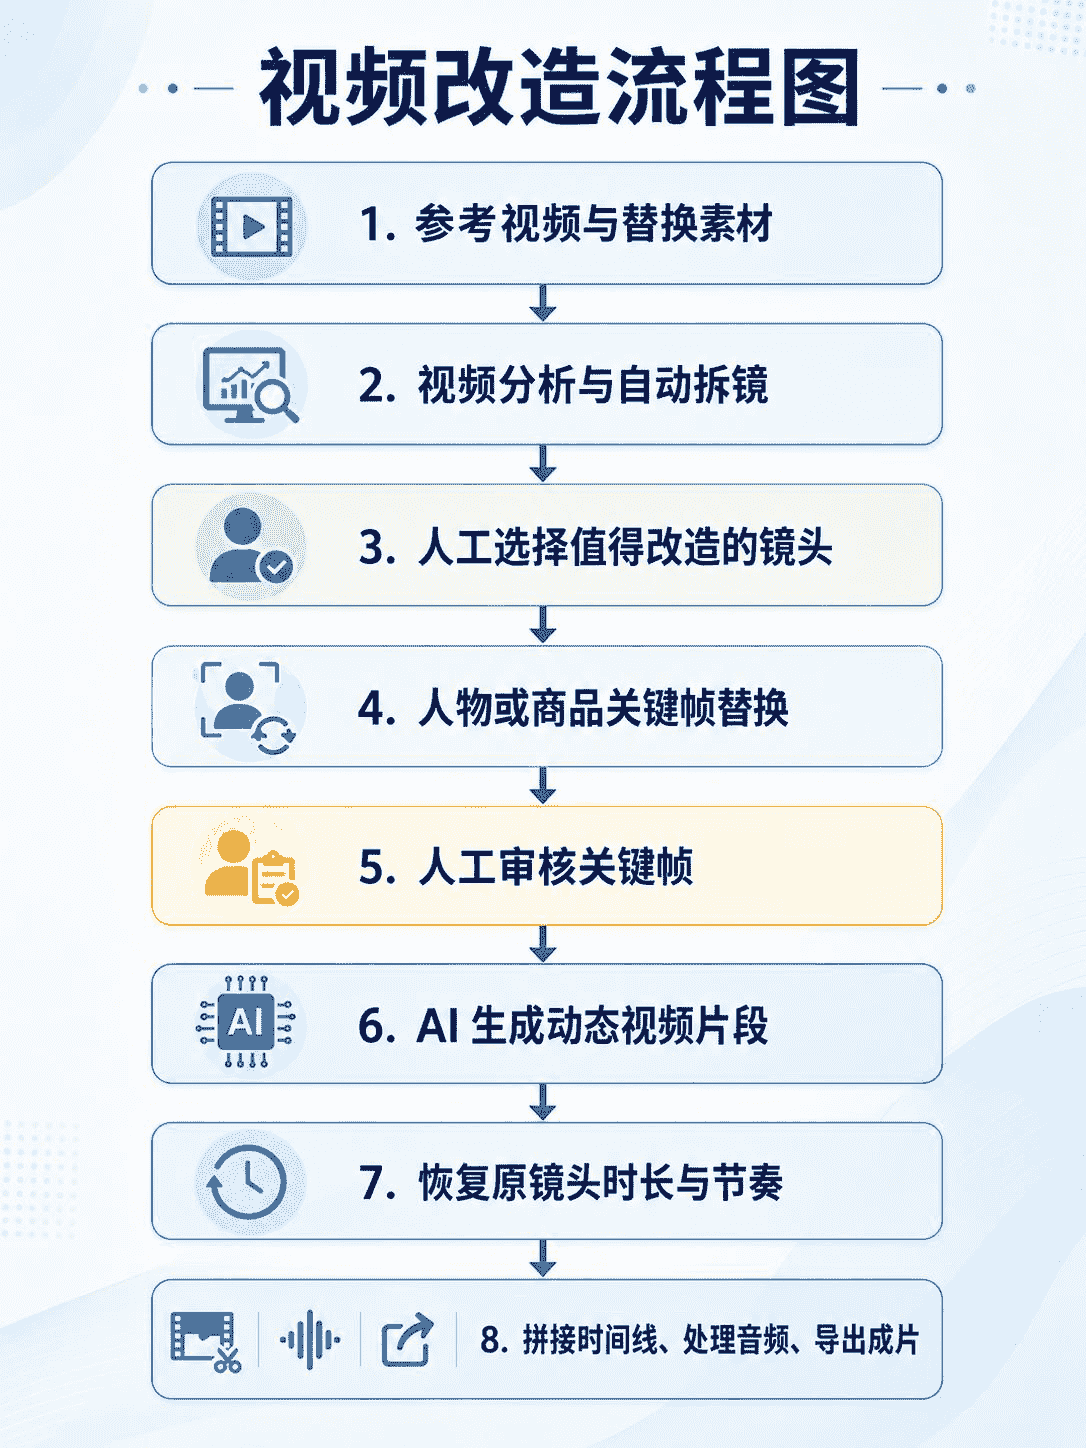 视频改造流程图
1. 参考视频与替换素材
2. 视频分析与自动拆镜
3. 人工选择值得改造的镜头
4. 人物或商品关键帧替换
5. 人工审核关键帧
AI
6. AI 生成动态视频片段
7. 恢复原镜头时长与节奏
8. 拼接时间线、处理音频、导出成片